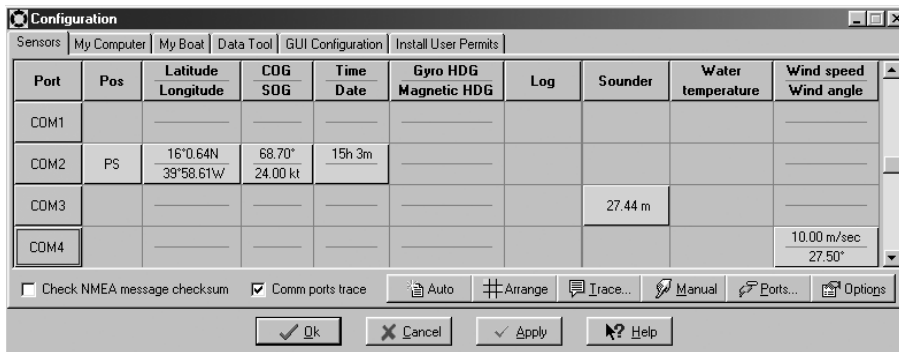 Configuration
Sensors My Computer My Boat Data Tool GUI Configuration Install User Permits
Port Pos Latitude Longitude COG SOG Time Date Gyro HDG Magnetic HDG Log Sounder Water temperature Wind speed Wind angle
COM1
COM2 PS 16°0.64N 39°58.61W 68.70° 24.00 kt 15h 3m
COM3 27.44 m
COM4 10.00 m/sec 27.50°
Check NMEA message checksum Comm ports trace Auto Arrange Trace... Manual Ports... Options
Ok Cancel Apply Help